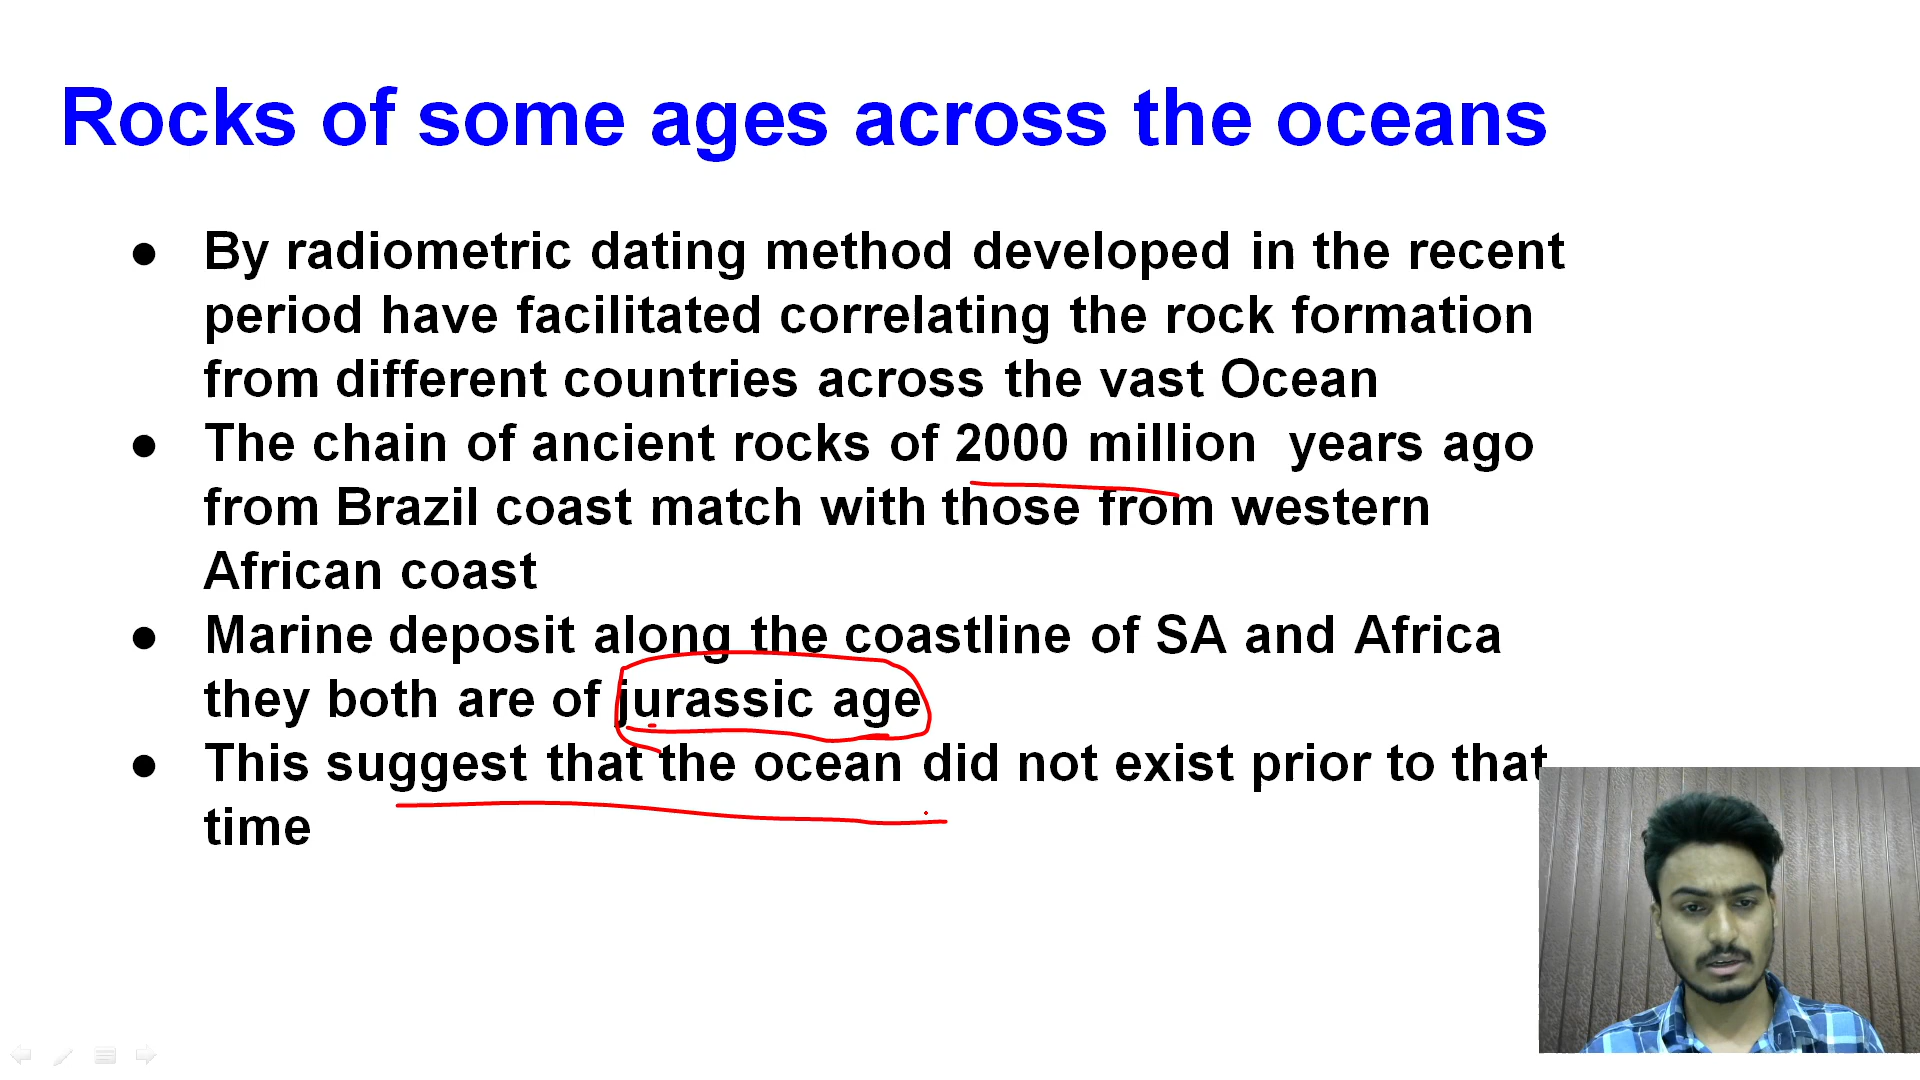 Rocks of some ages across the oceans
● By radiometric dating method developed in the recent
period have facilitated correlating the rock formation
from different countries across the vast Ocean
● The chain of ancient rocks of 2000 million years ago
from Brazil coast match with those from western
African coast
● Marine deposit along the coastline of SA and Africa
they both are of jurassic age
● This suggest that the ocean did not exist prior to that
time